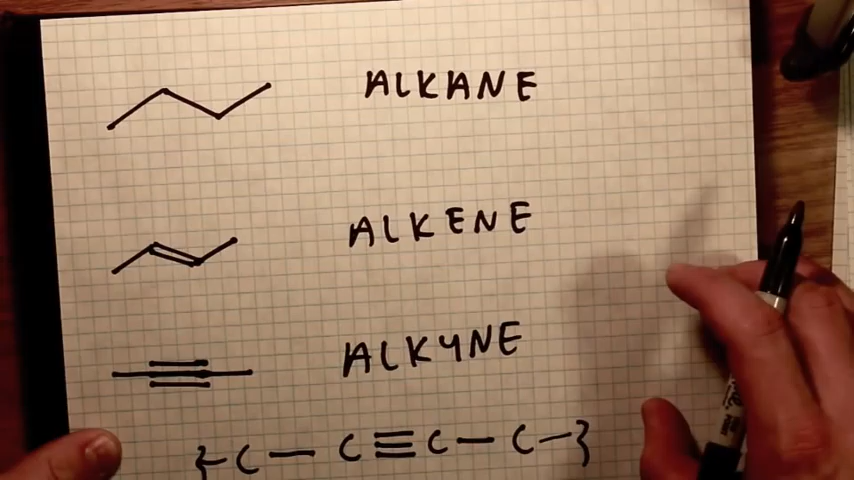 ALKANE
ALKENE
ALKYNE
C — C ≡ C — C